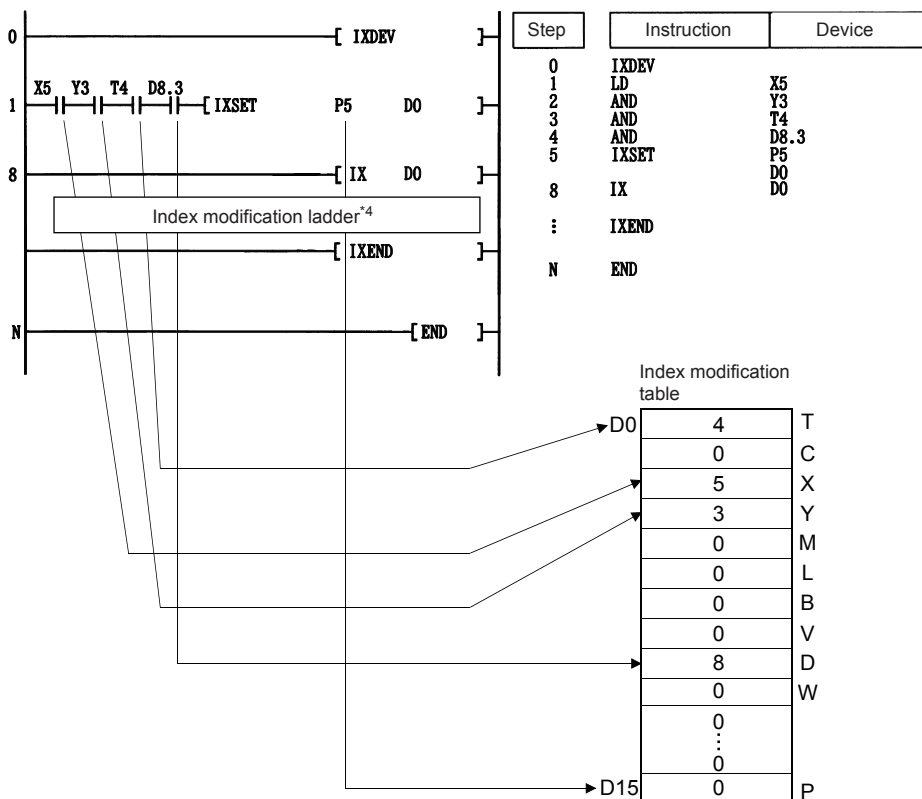 0 [ IXDEV ]
X5 Y3 T4 D8.3
1 [ IXSET P5 D0 ]
8 [ IX D0 ]
Index modification ladder*4
[ IXEND ]
N [ END ]
Step Instruction Device
0 IXDEV
1 LD X5
2 AND Y3
3 AND T4
4 AND D8.3
5 IXSET P5
D0
8 IX D0
⋮ IXEND
N END
Index modification
table
D0 4 T
0 C
5 X
3 Y
0 M
0 L
0 B
0 V
8 D
0 W
0
⋮
0
D15 0 P